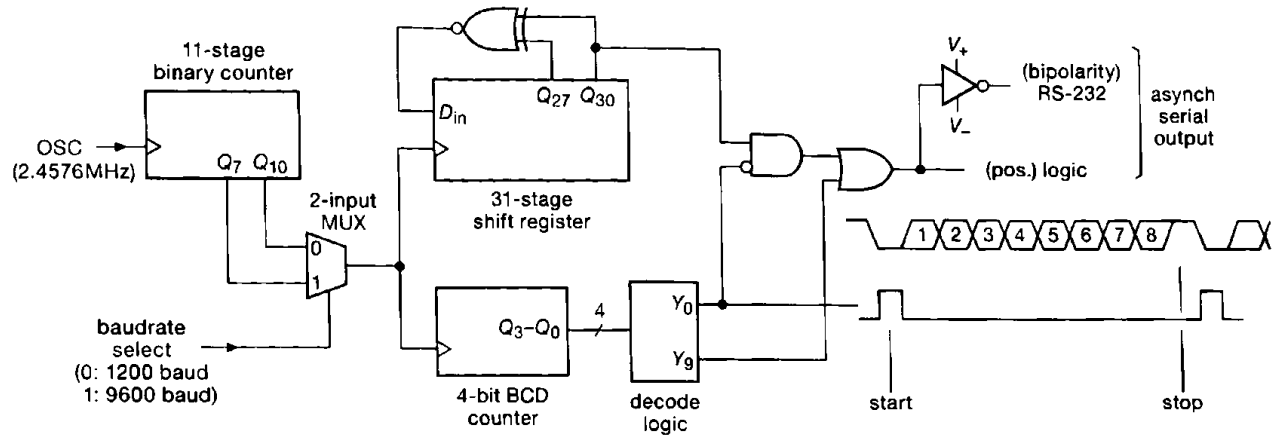 11-stage
binary counter
OSC
(2.4576MHz)
Q7 Q10
2-input
MUX
0
1
baudrate
select
(0: 1200 baud
1: 9600 baud)
Din
Q27 Q30
31-stage
shift register
Q3–Q0
4
4-bit BCD
counter
Y0
Y9
decode
logic
V+
V–
(bipolarity)
RS-232
(pos.) logic
asynch
serial
output
1 2 3 4 5 6 7 8
start
stop